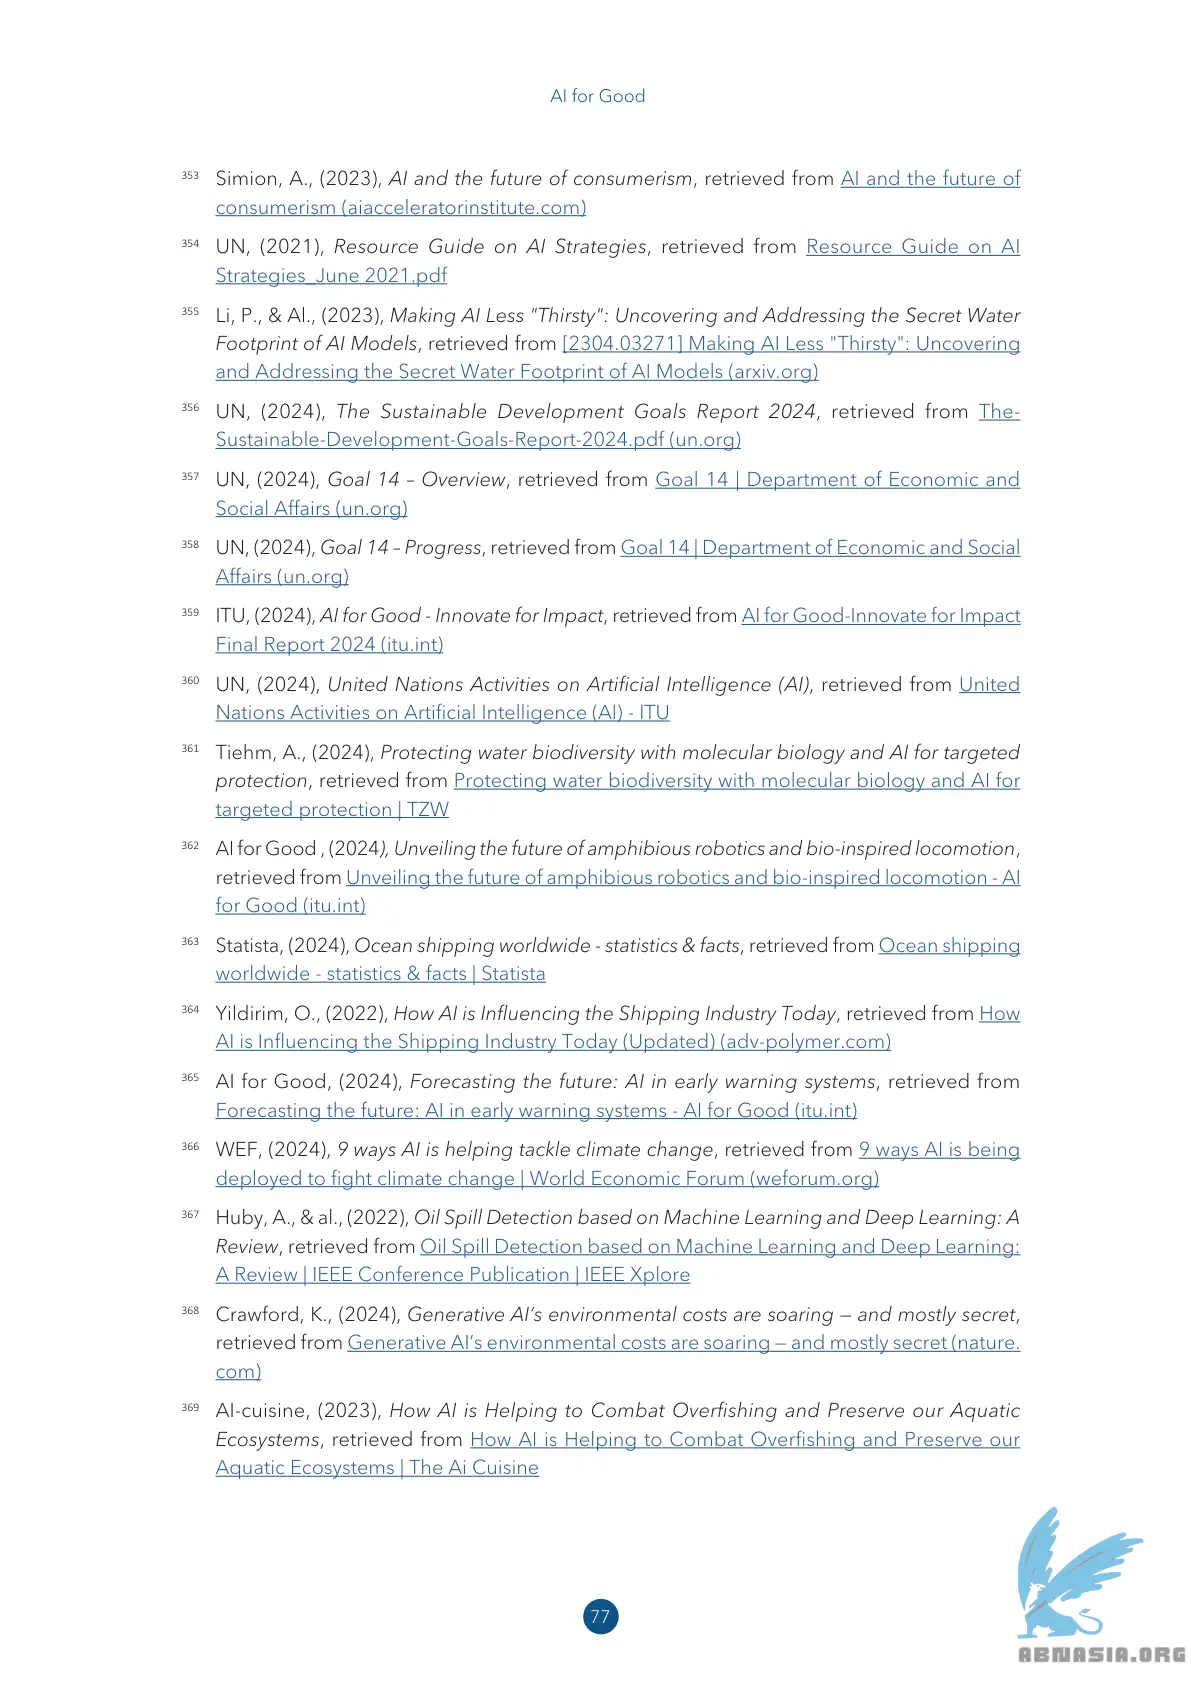 AI for Good
353 Simion, A., (2023), AI and the future of consumerism, retrieved from AI and the future of
consumerism (aiacceleratorinstitute.com)
354 UN, (2021), Resource Guide on AI Strategies, retrieved from Resource Guide on AI
Strategies_June 2021.pdf
355 Li, P., & Al., (2023), Making AI Less "Thirsty": Uncovering and Addressing the Secret Water
Footprint of AI Models, retrieved from [2304.03271] Making AI Less "Thirsty": Uncovering
and Addressing the Secret Water Footprint of AI Models (arxiv.org)
356 UN, (2024), The Sustainable Development Goals Report 2024, retrieved from The-
Sustainable-Development-Goals-Report-2024.pdf (un.org)
357 UN, (2024), Goal 14 – Overview, retrieved from Goal 14 | Department of Economic and
Social Affairs (un.org)
358 UN, (2024), Goal 14 – Progress, retrieved from Goal 14 | Department of Economic and Social
Affairs (un.org)
359 ITU, (2024), AI for Good - Innovate for Impact, retrieved from AI for Good-Innovate for Impact
Final Report 2024 (itu.int)
360 UN, (2024), United Nations Activities on Artificial Intelligence (AI), retrieved from United
Nations Activities on Artificial Intelligence (AI) - ITU
361 Tiehm, A., (2024), Protecting water biodiversity with molecular biology and AI for targeted
protection, retrieved from Protecting water biodiversity with molecular biology and AI for
targeted protection | TZW
362 AI for Good , (2024), Unveiling the future of amphibious robotics and bio-inspired locomotion,
retrieved from Unveiling the future of amphibious robotics and bio-inspired locomotion - AI
for Good (itu.int)
363 Statista, (2024), Ocean shipping worldwide - statistics & facts, retrieved from Ocean shipping
worldwide - statistics & facts | Statista
364 Yildirim, O., (2022), How AI is Influencing the Shipping Industry Today, retrieved from How
AI is Influencing the Shipping Industry Today (Updated) (adv-polymer.com)
365 AI for Good, (2024), Forecasting the future: AI in early warning systems, retrieved from
Forecasting the future: AI in early warning systems - AI for Good (itu.int)
366 WEF, (2024), 9 ways AI is helping tackle climate change, retrieved from 9 ways AI is being
deployed to fight climate change | World Economic Forum (weforum.org)
367 Huby, A., & al., (2022), Oil Spill Detection based on Machine Learning and Deep Learning: A
Review, retrieved from Oil Spill Detection based on Machine Learning and Deep Learning:
A Review | IEEE Conference Publication | IEEE Xplore
368 Crawford, K., (2024), Generative AI’s environmental costs are soaring — and mostly secret,
retrieved from Generative AI’s environmental costs are soaring — and mostly secret (nature.
com)
369 AI-cuisine, (2023), How AI is Helping to Combat Overfishing and Preserve our Aquatic
Ecosystems, retrieved from How AI is Helping to Combat Overfishing and Preserve our
Aquatic Ecosystems | The Ai Cuisine
77
ABNASIA.ORG